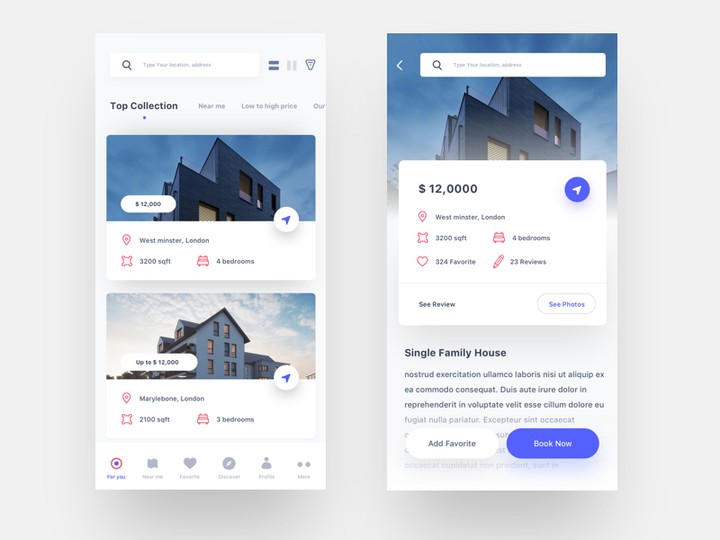 Type Your location, address
Top Collection
Near me
Low to high price
Our
$ 12,000
West minster, London
3200 sqft
4 bedrooms
Up to $ 12,000
Marylebone, London
2100 sqft
3 bedrooms
For you
Near me
Favorite
Discover
Profile
More
Type Your location, address
$ 12,0000
West minster, London
3200 sqft
4 bedrooms
324 Favorite
23 Reviews
See Review
See Photos
Single Family House
nostrud exercitation ullamco laboris nisi ut aliquip ex
ea commodo consequat. Duis aute irure dolor in
reprehenderit in voluptate velit esse cillum dolore eu
fugiat nulla pariatur. Excepteur sint occaecat
Add Favorite
Book Now
occaecat cupidatat non proident, sunt in